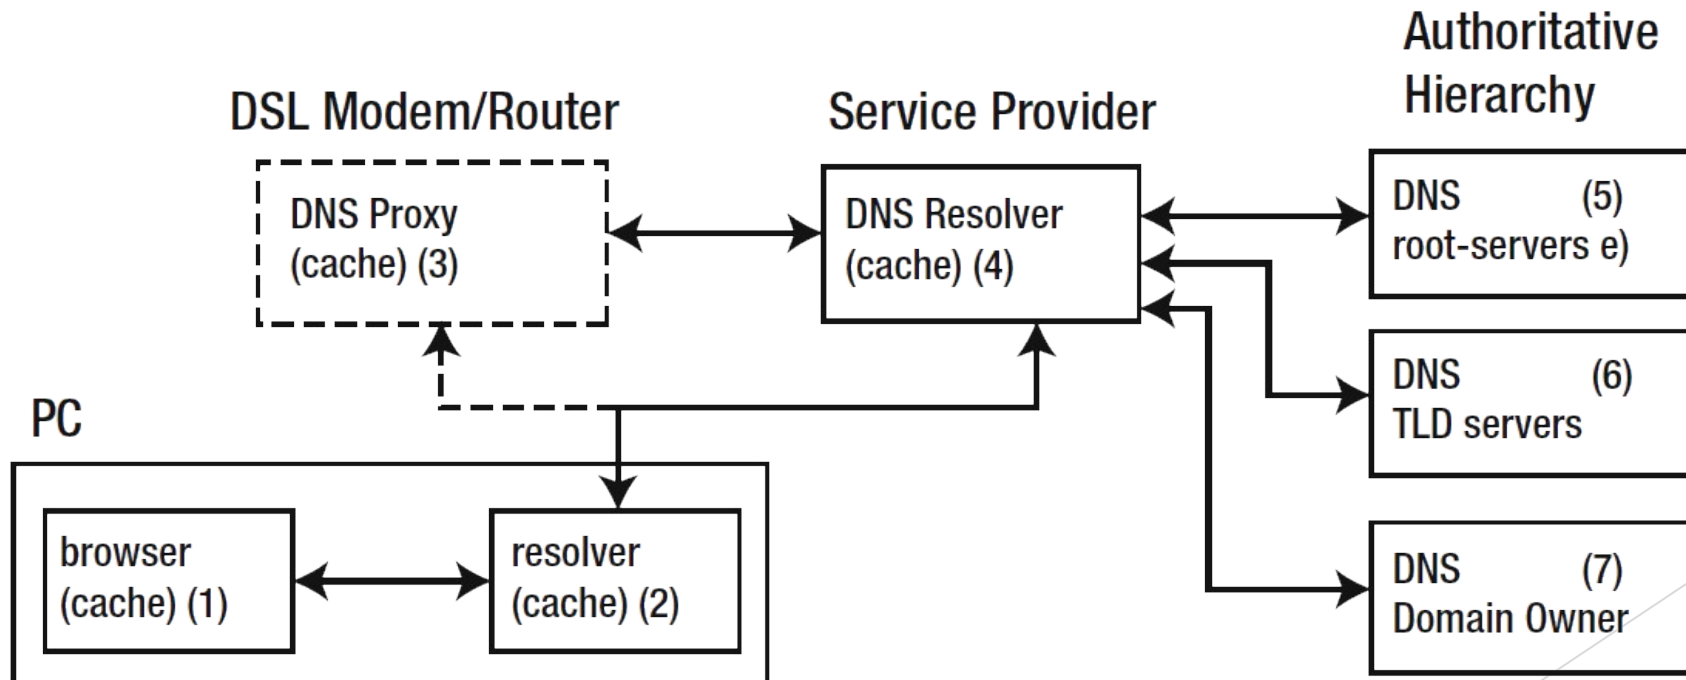 Authoritative
Hierarchy
DSL Modem/Router
Service Provider
DNS Proxy
(cache) (3)
DNS Resolver
(cache) (4)
DNS (5)
root-servers e)
DNS (6)
TLD servers
PC
browser
(cache) (1)
resolver
(cache) (2)
DNS (7)
Domain Owner